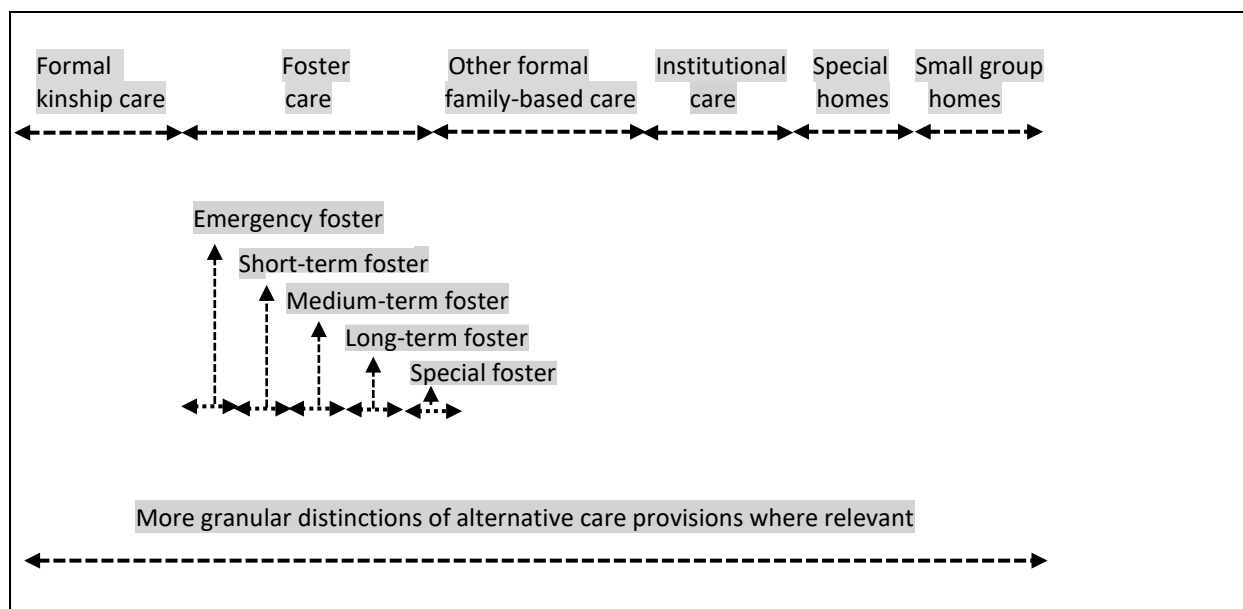 Formal Foster Other formal Institutional Special Small group
kinship care care family-based care care homes homes
Emergency foster
Short-term foster
Medium-term foster
Long-term foster
Special foster
More granular distinctions of alternative care provisions where relevant